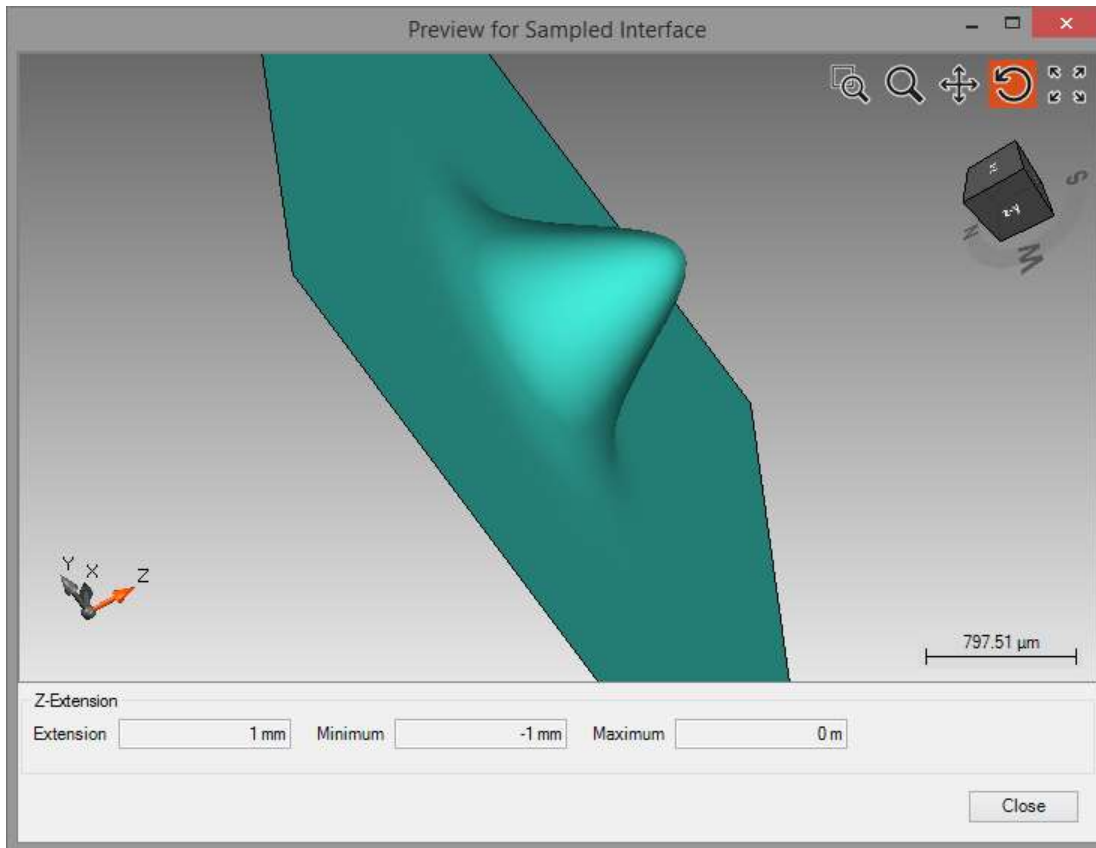 Preview for Sampled Interface
S
z-y
N
W
Y X Z
797.51 µm
Z-Extension
Extension 1 mm Minimum -1 mm Maximum 0 m
Close